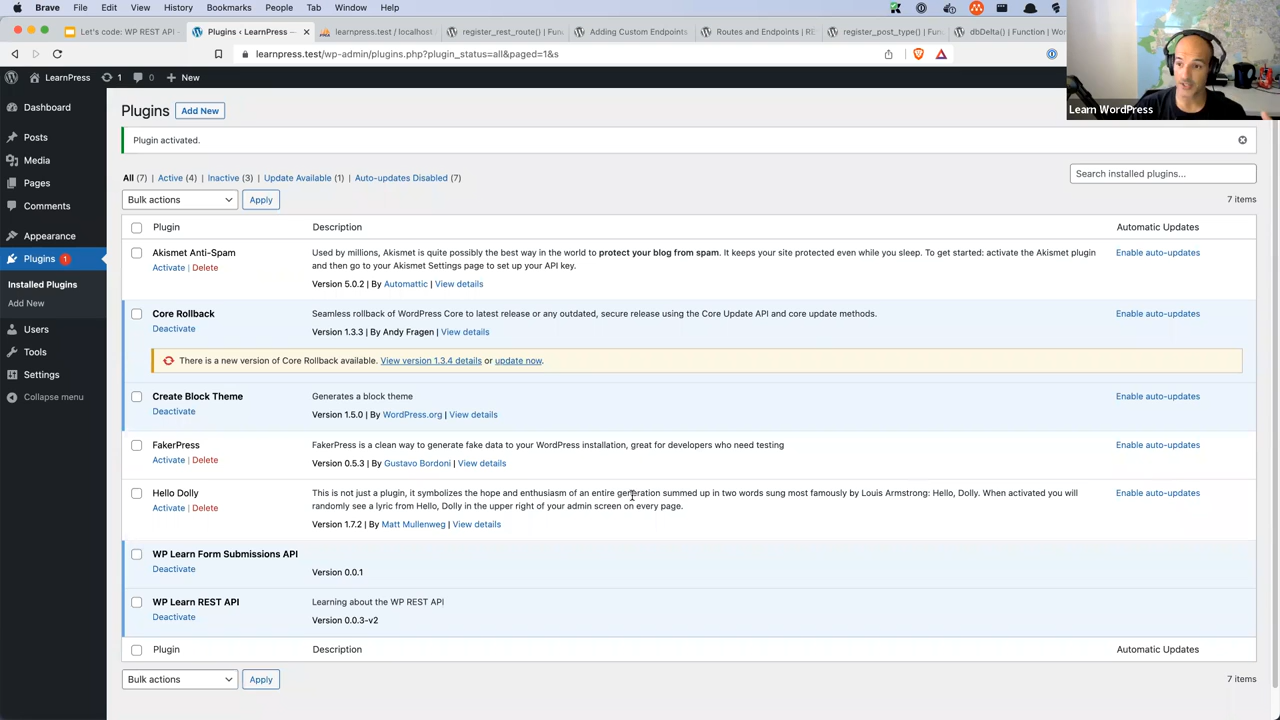 Brave File Edit View History Bookmarks People Tab Window Help
Let's code: WP REST API -
Plugins ‹ LearnPress —
learnpress.test / localhost
register_rest_route() | Fun
Adding Custom Endpoints
Routes and Endpoints | RE
register_post_type() | Func
dbDelta() | Function | Wor
learnpress.test/wp-admin/plugins.php?plugin_status=all&paged=1&s
LearnPress 1 0 New
Learn WordPress
Dashboard
Posts
Media
Pages
Comments
Appearance
Plugins 1
Installed Plugins
Add New
Users
Tools
Settings
Collapse menu
Plugins Add New
Plugin activated.
All (7) | Active (4) | Inactive (3) | Update Available (1) | Auto-updates Disabled (7)
Search installed plugins...
Bulk actions Apply
7 items
Plugin Description Automatic Updates
Akismet Anti-Spam
Activate | Delete
Used by millions, Akismet is quite possibly the best way in the world to protect your blog from spam. It keeps your site protected even while you sleep. To get started: activate the Akismet plugin
and then go to your Akismet Settings page to set up your API key.
Version 5.0.2 | By Automattic | View details
Enable auto-updates
Core Rollback
Deactivate
Seamless rollback of WordPress Core to latest release or any outdated, secure release using the Core Update API and core update methods.
Version 1.3.3 | By Andy Fragen | View details
Enable auto-updates
There is a new version of Core Rollback available. View version 1.3.4 details or update now.
Create Block Theme
Deactivate
Generates a block theme
Version 1.5.0 | By WordPress.org | View details
Enable auto-updates
FakerPress
Activate | Delete
FakerPress is a clean way to generate fake data to your WordPress installation, great for developers who need testing
Version 0.5.3 | By Gustavo Bordoni | View details
Enable auto-updates
Hello Dolly
Activate | Delete
This is not just a plugin, it symbolizes the hope and enthusiasm of an entire generation summed up in two words sung most famously by Louis Armstrong: Hello, Dolly. When activated you will
randomly see a lyric from Hello, Dolly in the upper right of your admin screen on every page.
Version 1.7.2 | By Matt Mullenweg | View details
Enable auto-updates
WP Learn Form Submissions API
Deactivate
Version 0.0.1
WP Learn REST API
Deactivate
Learning about the WP REST API
Version 0.0.3-v2
Plugin Description Automatic Updates
Bulk actions Apply
7 items